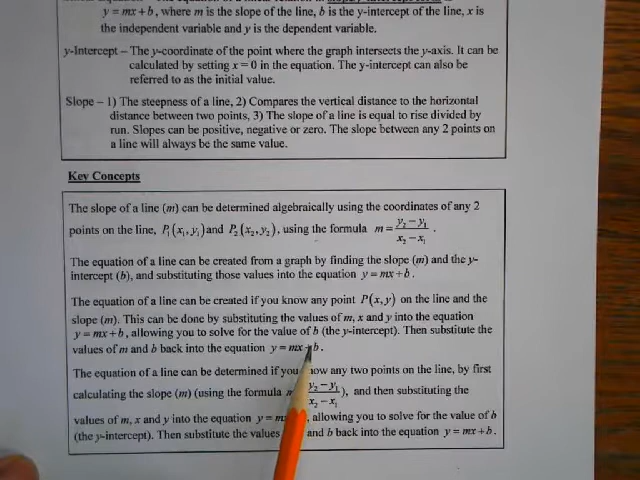 y = mx + b, where m is the slope of the line, b is the y-intercept of the line, x is
the independent variable and y is the dependent variable.
y-Intercept – The y-coordinate of the point where the graph intersects the y-axis. It can be
calculated by setting x = 0 in the equation. The y-intercept can also be
referred to as the initial value.
Slope – 1) The steepness of a line, 2) Compares the vertical distance to the horizontal
distance between two points, 3) The slope of a line is equal to rise divided by
run. Slopes can be positive, negative or zero. The slope between any 2 points on
a line will always be the same value.
Key Concepts
The slope of a line (m) can be determined algebraically using the coordinates of any 2
points on the line, P₁(x₁, y₁) and P₂(x₂, y₂), using the formula m = (y₂ – y₁)/(x₂ – x₁).
The equation of a line can be created from a graph by finding the slope (m) and the y-
intercept (b), and substituting those values into the equation y = mx + b.
The equation of a line can be created if you know any point P(x, y) on the line and the
slope (m). This can be done by substituting the values of m, x and y into the equation
y = mx + b, allowing you to solve for the value of b (the y-intercept). Then substitute the
values of m and b back into the equation y = mx + b.
The equation of a line can be determined if you know any two points on the line, by first
calculating the slope (m) (using the formula (y₂ – y₁)/(x₂ – x₁)), and then substituting the
values of m, x and y into the equation y = m , allowing you to solve for the value of b
(the y-intercept). Then substitute the values and b back into the equation y = mx + b.